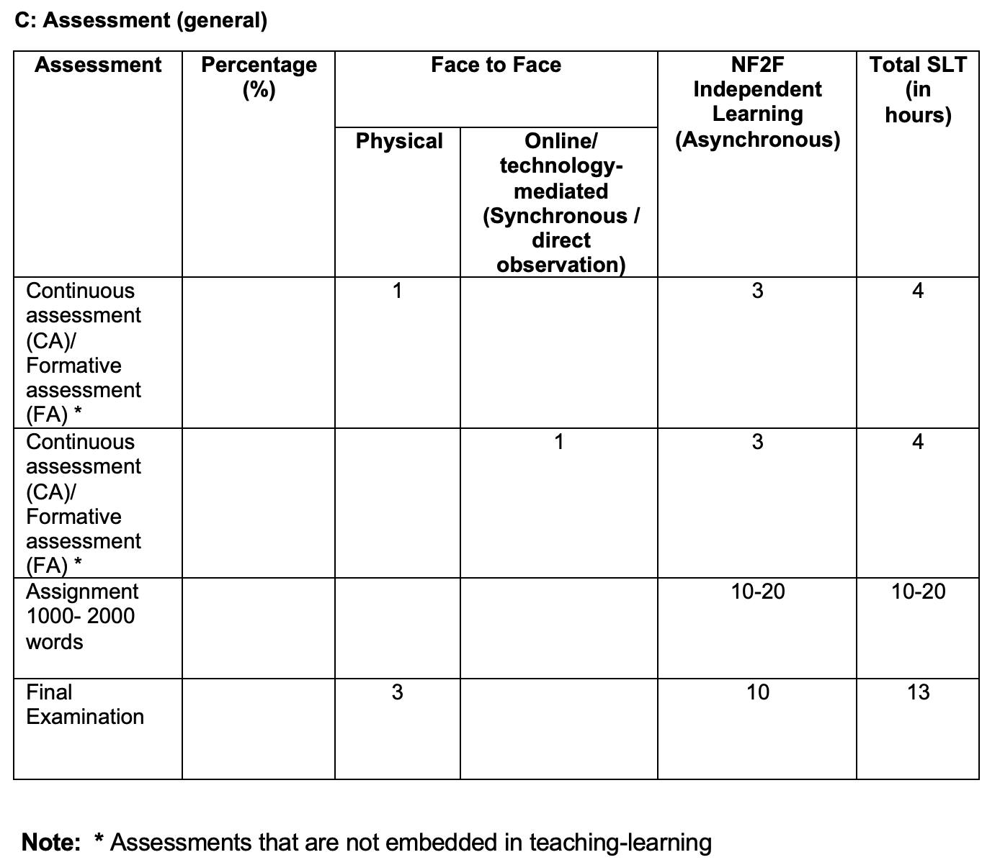 C: Assessment (general)
Assessment
Percentage
(%)
Face to Face
NF2F
Independent
Learning
(Asynchronous)
Total SLT
(in
hours)
Physical
Online/
technology-
mediated
(Synchronous /
direct
observation)
Continuous
assessment
(CA)/
Formative
assessment
(FA) *
1
3
4
Continuous
assessment
(CA)/
Formative
assessment
(FA) *
1
3
4
Assignment
1000- 2000
words
10-20
10-20
Final
Examination
3
10
13
Note: * Assessments that are not embedded in teaching-learning